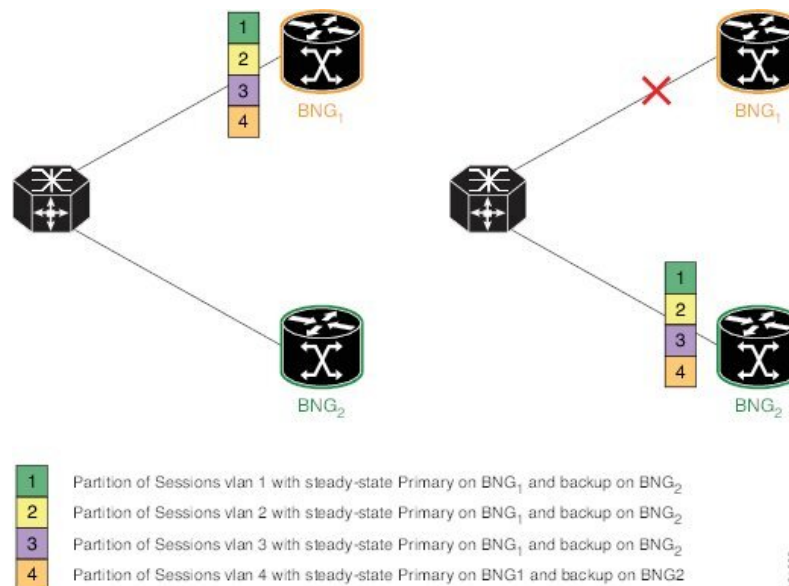 1
2
3
4
BNG1
BNG1
1
2
3
4
BNG2
BNG2
1 Partition of Sessions vlan 1 with steady-state Primary on BNG1 and backup on BNG2
2 Partition of Sessions vlan 2 with steady-state Primary on BNG1 and backup on BNG2
3 Partition of Sessions vlan 3 with steady-state Primary on BNG1 and backup on BNG2
4 Partition of Sessions vlan 4 with steady-state Primary on BNG1 and backup on BNG2